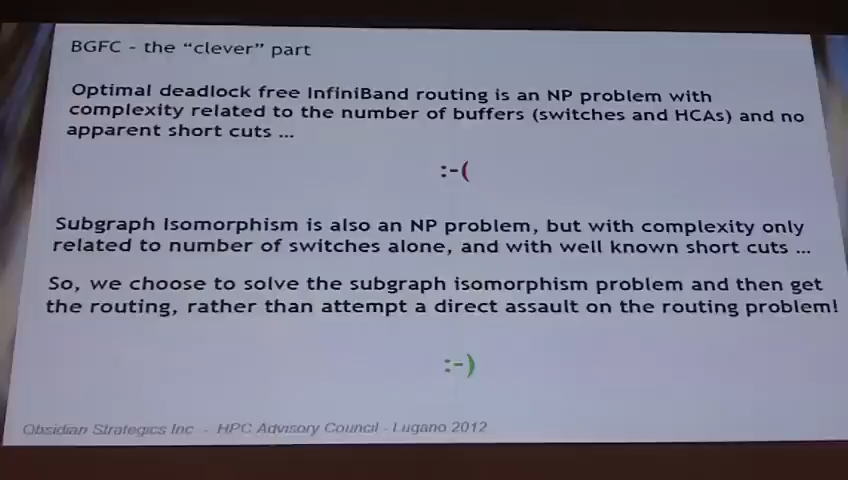 BGFC - the “clever” part
Optimal deadlock free InfiniBand routing is an NP problem with
complexity related to the number of buffers (switches and HCAs) and no
apparent short cuts ...
:-(
Subgraph Isomorphism is also an NP problem, but with complexity only
related to number of switches alone, and with well known short cuts ...
So, we choose to solve the subgraph isomorphism problem and then get
the routing, rather than attempt a direct assault on the routing problem!
:-)
Obsidian Strategics Inc - HPC Advisory Council - Lugano 2012